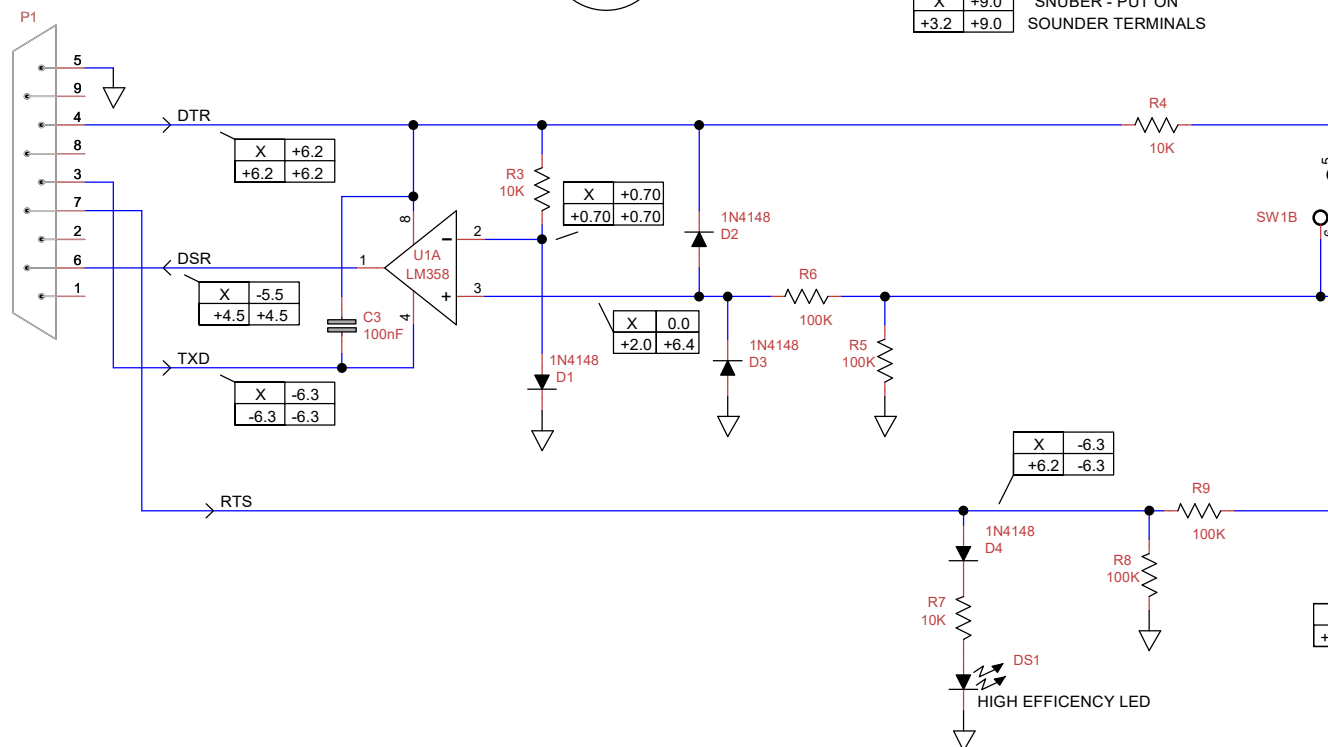 X +9.0 SNUBER - PUT ON
+3.2 +9.0 SOUNDER TERMINALS
P1
5
9
4 DTR
8
3
7
2
6 DSR
1
X +6.2
+6.2 +6.2
R3
10K
X +0.70
+0.70 +0.70
R4
10K
1N4148
D2
SW1B
5
8
U1A
LM358
1
2
3
4
X -5.5
+4.5 +4.5
C3
100nF
X 0.0
+2.0 +6.4
R6
100K
R5
100K
1N4148
D3
1N4148
D1
TXD
X -6.3
-6.3 -6.3
X -6.3
+6.2 -6.3
RTS
R9
100K
1N4148
D4
R8
100K
R7
10K
DS1
HIGH EFFICENCY LED